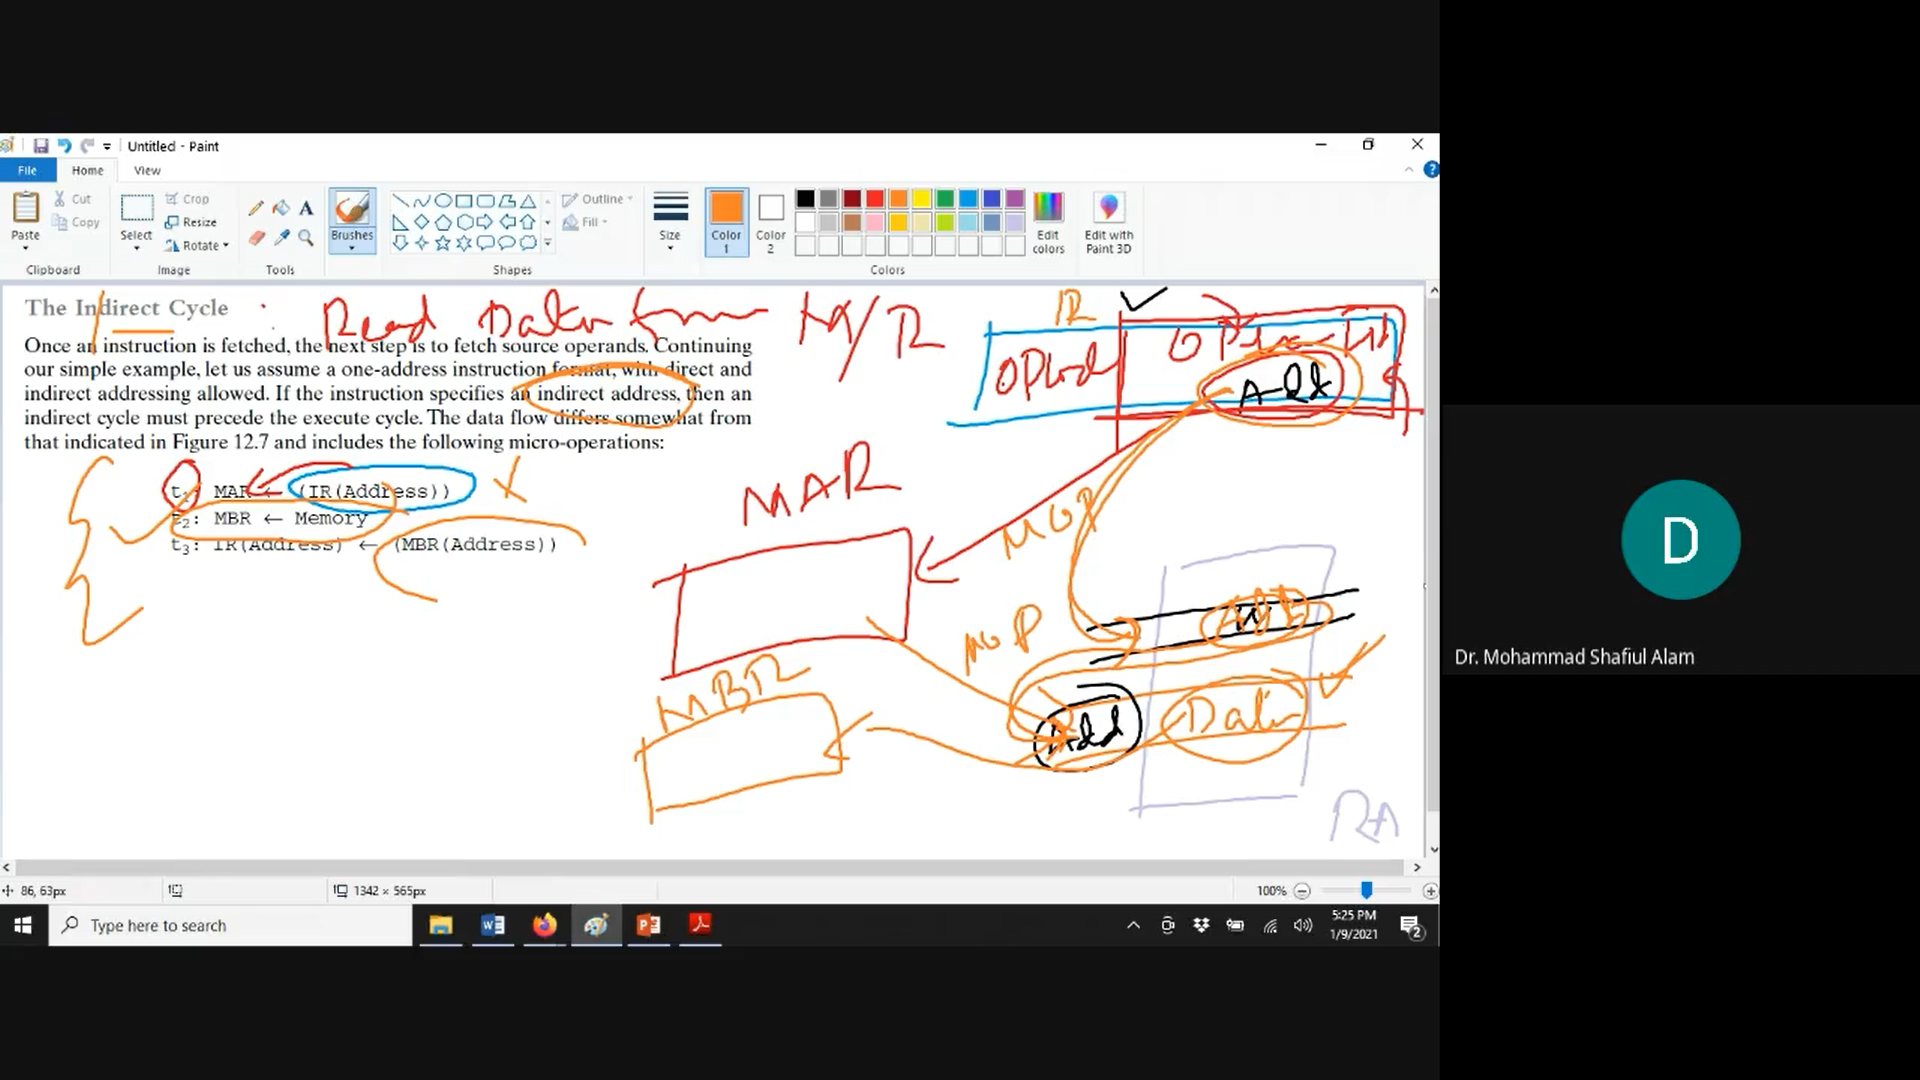 Untitled - Paint
File Home View
Cut
Copy
Paste
Clipboard
Select
Crop
Resize
Rotate
Image
Tools
Brushes
Shapes
Outline
Fill
Size
Color 1
Color 2
Edit colors
Edit with Paint 3D
Colors
The Indirect Cycle : Read Data from
Once an instruction is fetched, the next step is to fetch source operands. Continuing
our simple example, let us assume a one-address instruction format, with direct and
indirect addressing allowed. If the instruction specifies an indirect address, then an
indirect cycle must precede the execute cycle. The data flow differs somewhat from
that indicated in Figure 12.7 and includes the following micro-operations:
t1: MAR ← (IR(Address))
t2: MBR ← Memory
t3: IR(Address) ← (MBR(Address))
IR
Add
MAR
MOP
MOP
MBR
Add
Data
RA
86, 63px
1342 × 565px
100%
Type here to search
5:25 PM
1/9/2021
2
D
Dr. Mohammad Shafiul Alam